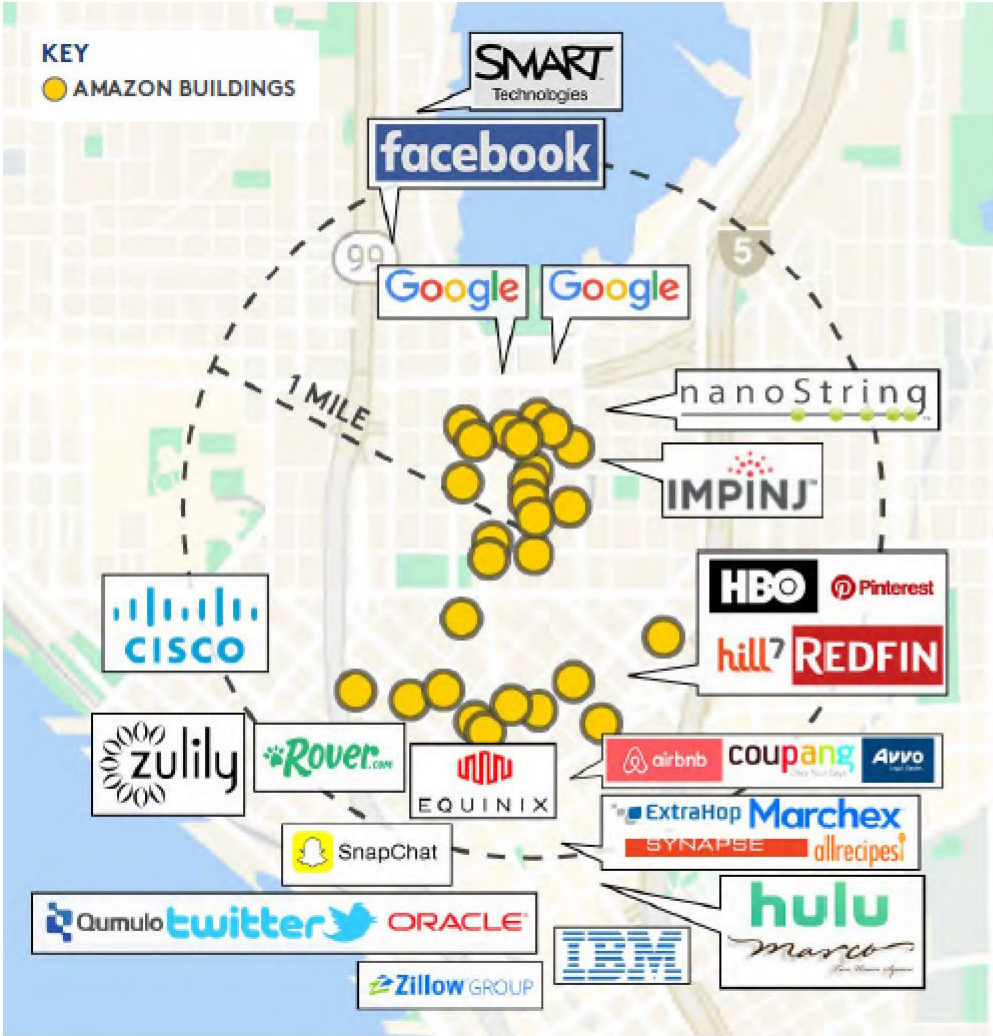 KEY
AMAZON BUILDINGS
SMART
Technologies
facebook
99
5
Google
Google
1 MILE
nanoString
IMPINJ
HBO
Pinterest
hill7
REDFIN
CISCO
zulily
Rover.com
EQUINIX
airbnb
coupang
Avvo
ExtraHop
Marchex
SYNAPSE
allrecipes!
SnapChat
hulu
Qumulo
twitter
ORACLE
IBM
Zillow GROUP